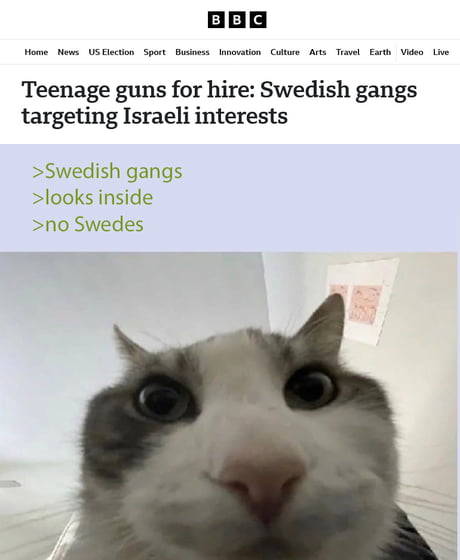 BBC
Home News US Election Sport Business Innovation Culture Arts Travel Earth Video Live
Teenage guns for hire: Swedish gangs
targeting Israeli interests
>Swedish gangs
>looks inside
>no Swedes